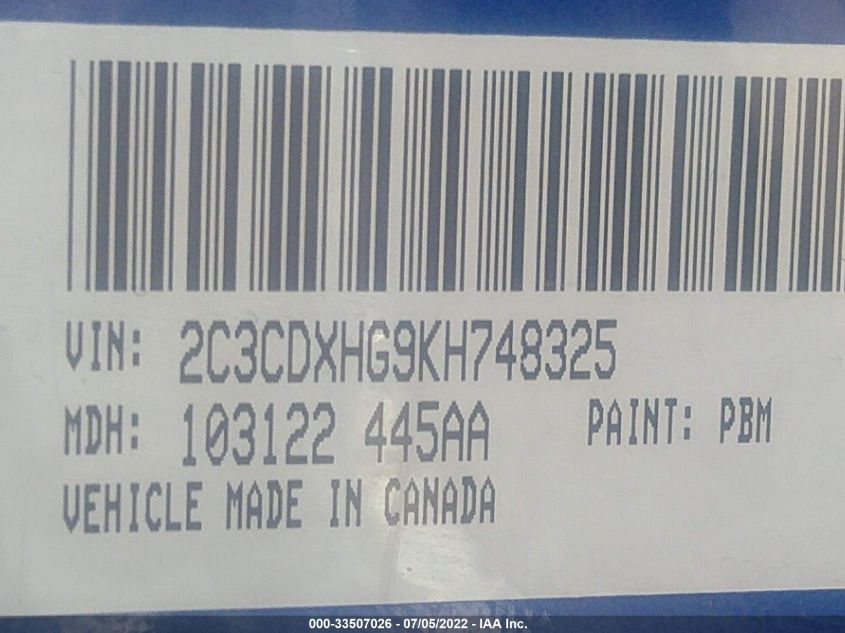 VIN: 2C3CDXHG9KH748325
MDH: 103122 445AA PAINT: PBM
VEHICLE MADE IN CANADA
000-33507026 - 07/05/2022 - IAA Inc.